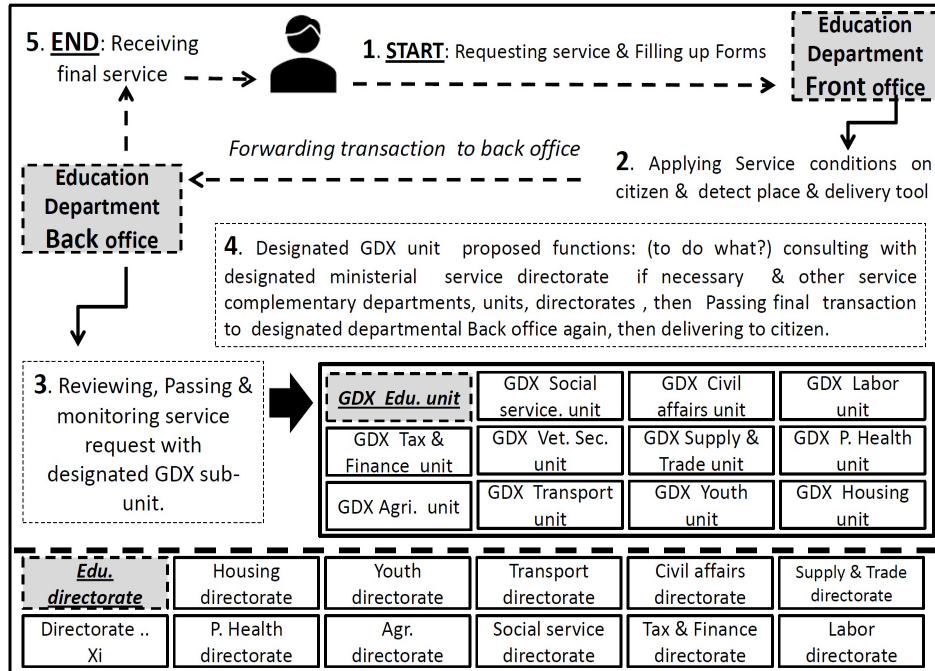 5. END: Receiving
final service
1. START: Requesting service & Filling up Forms
Education
Department
Front office
Forwarding transaction to back office
2. Applying Service conditions on
citizen & detect place & delivery tool
Education
Department
Back office
4. Designated GDX unit proposed functions: (to do what?) consulting with
designated ministerial service directorate if necessary & other service
complementary departments, units, directorates , then Passing final transaction
to designated departmental Back office again, then delivering to citizen.
3. Reviewing, Passing &
monitoring service
request with
designated GDX sub-
unit.
GDX Edu. unit
GDX Social
service. unit
GDX Civil
affairs unit
GDX Labor
unit
GDX Tax &
Finance unit
GDX Vet. Sec.
unit
GDX Supply &
Trade unit
GDX P. Health
unit
GDX Agri. unit
GDX Transport
unit
GDX Youth
unit
GDX Housing
unit
Edu.
directorate
Housing
directorate
Youth
directorate
Transport
directorate
Civil affairs
directorate
Supply & Trade
directorate
Directorate ..
Xi
P. Health
directorate
Agr.
directorate
Social service
directorate
Tax & Finance
directorate
Labor
directorate